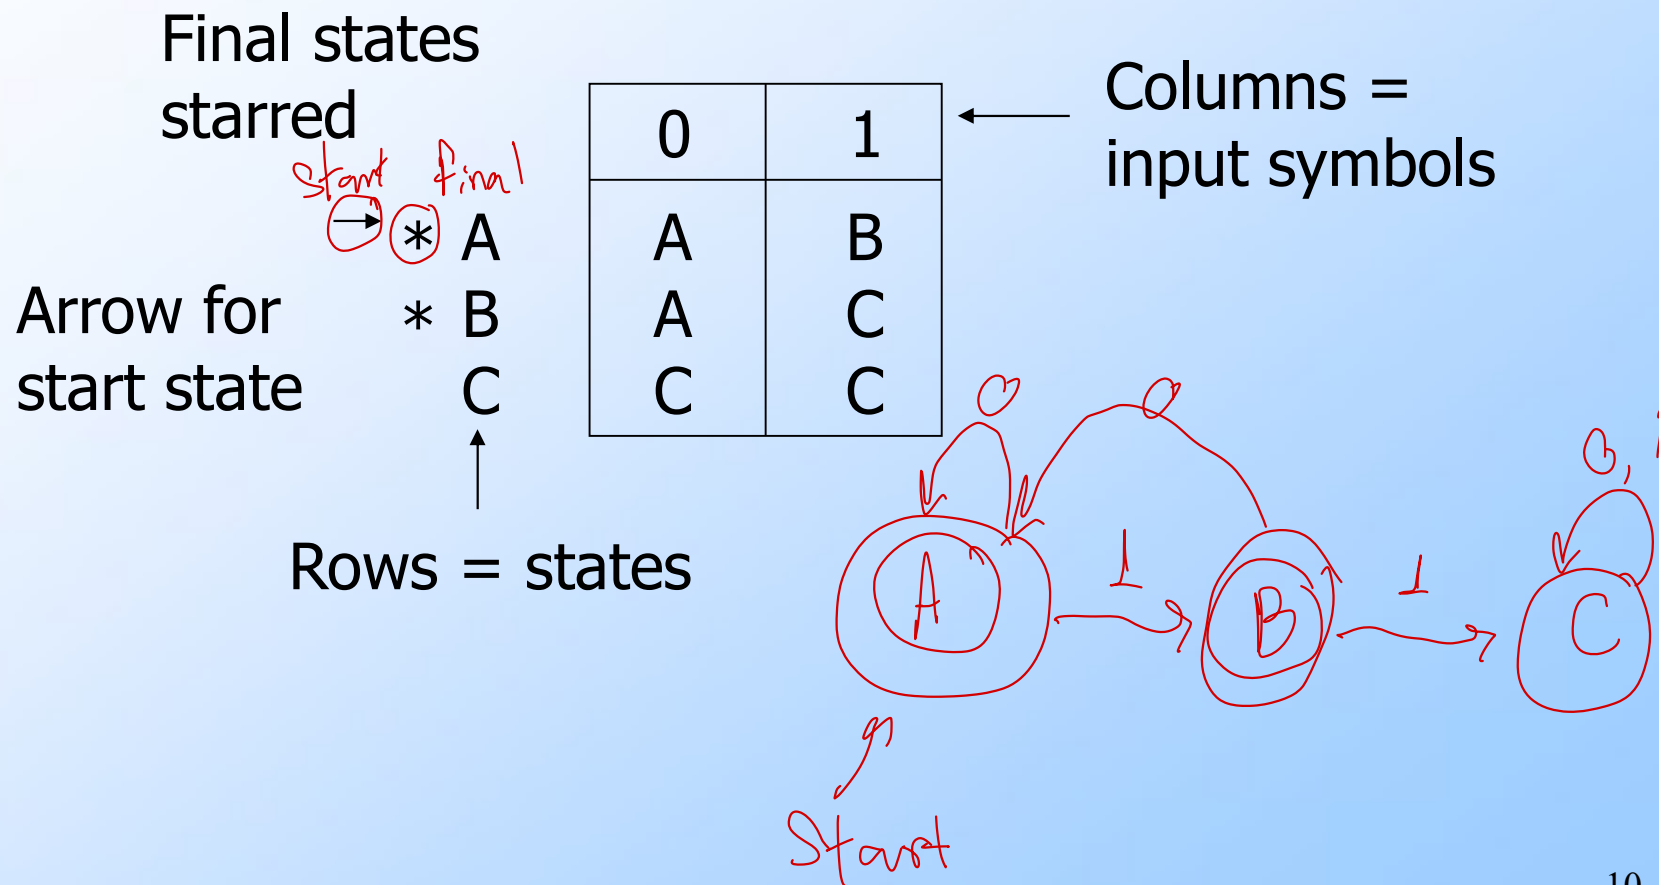 Final states
starred
Columns =
input symbols
0 1
Start final
→ * A A B
Arrow for
start state
* B A C
C C C
Rows = states
0 0 0,
1 1
A B C
Start
10